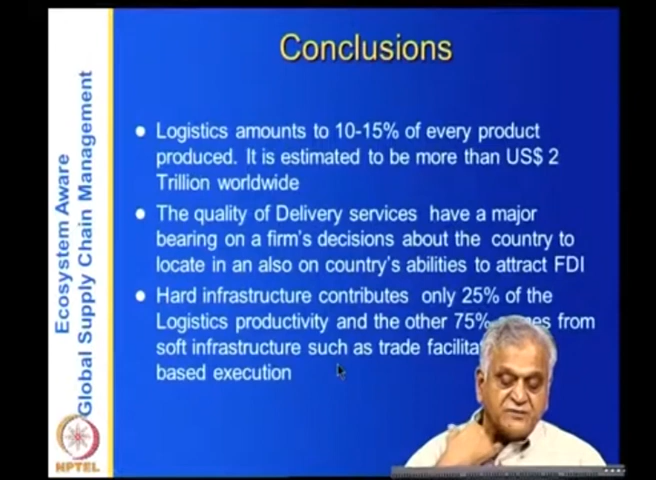 Conclusions
Logistics amounts to 10-15% of every product
produced. It is estimated to be more than US$ 2
Trillion worldwide
The quality of Delivery services have a major
bearing on a firm's decisions about the country to
locate in an also on country's abilities to attract FDI
Hard infrastructure contributes only 25% of the
Logistics productivity and the other 75% from
soft infrastructure such as trade
based execution
Ecosystem Aware
Global Supply Chain Management
NPTEL